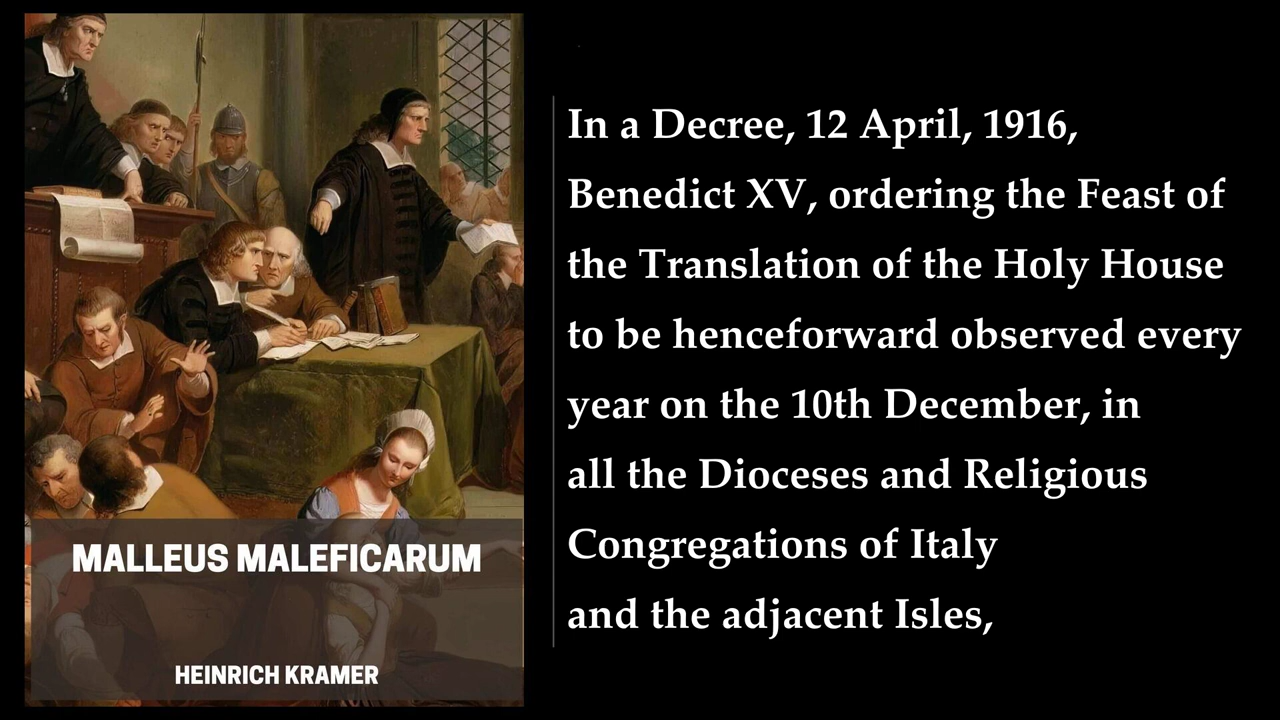 MALLEUS MALEFICARUM
HEINRICH KRAMER
In a Decree, 12 April, 1916,
Benedict XV, ordering the Feast of
the Translation of the Holy House
to be henceforward observed every
year on the 10th December, in
all the Dioceses and Religious
Congregations of Italy
and the adjacent Isles,